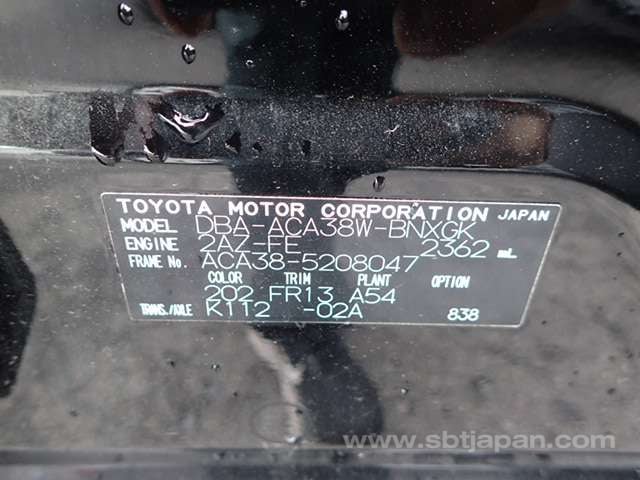 TOYOTA MOTOR CORPORATION JAPAN
MODEL DBA-ACA38W-BNXGK
ENGINE 2AZ-FE 2362 mL
FRAME No. ACA38-5208047
COLOR TRIM PLANT OPTION
202 FR13 A54
TRANS./AXLE K112 -02A 838
www.sbtjapan.com